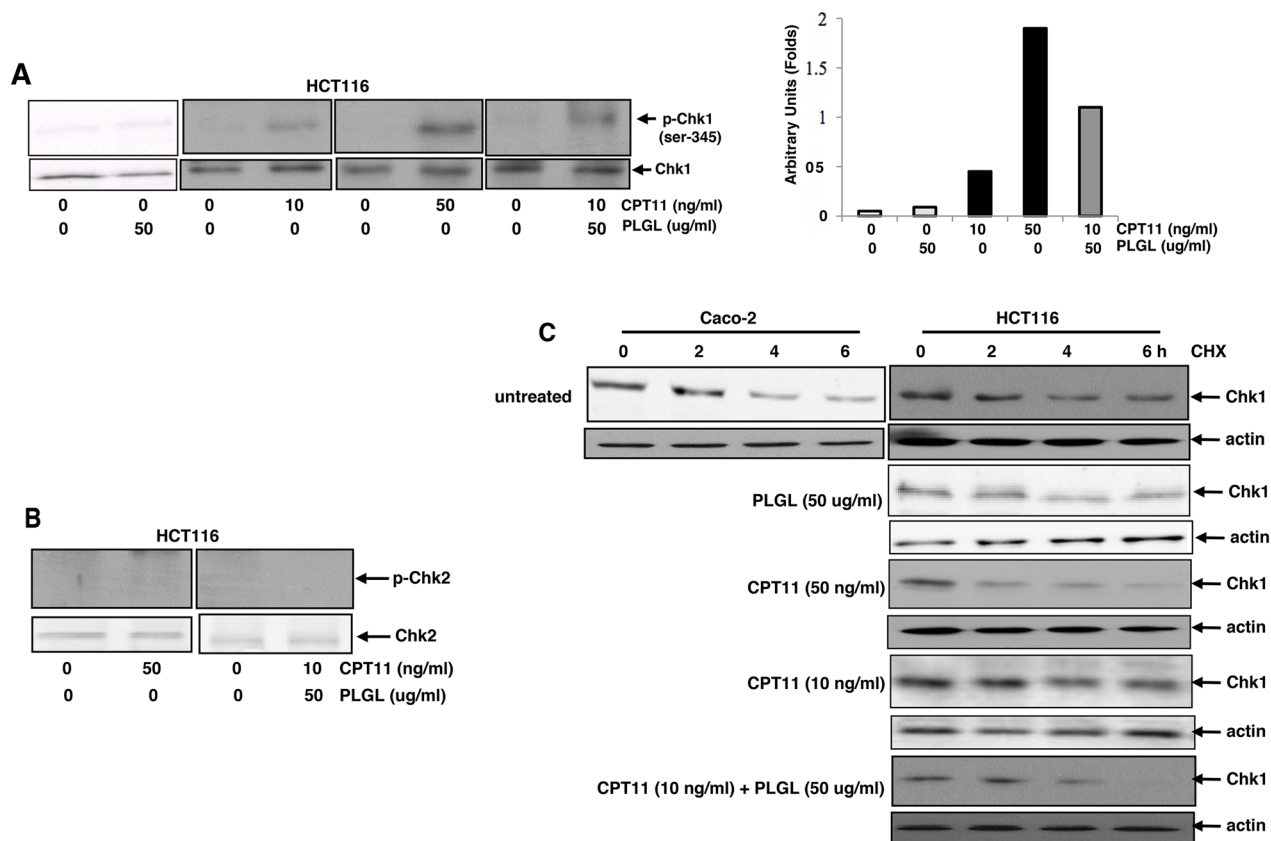 A
HCT116
p-Chk1
(ser-345)
Chk1
0 0 0 10 0 50 0 10 CPT11 (ng/ml)
0 50 0 0 0 0 0 50 PLGL (ug/ml)
Arbitrary Units (Folds)
2
1.5
1
05
0
0 0 10 50 10 CPT11 (ng/ml)
0 50 0 0 50 PLGL (ug/ml)
B
HCT116
p-Chk2
Chk2
0 50 0 10 CPT11 (ng/ml)
0 0 0 50 PLGL (ug/ml)
C
Caco-2 HCT116
0 2 4 6 0 2 4 6 h CHX
untreated Chk1
actin
PLGL (50 ug/ml) Chk1
actin
CPT11 (50 ng/ml) Chk1
actin
CPT11 (10 ng/ml) Chk1
actin
CPT11 (10 ng/ml) + PLGL (50 ug/ml) Chk1
actin